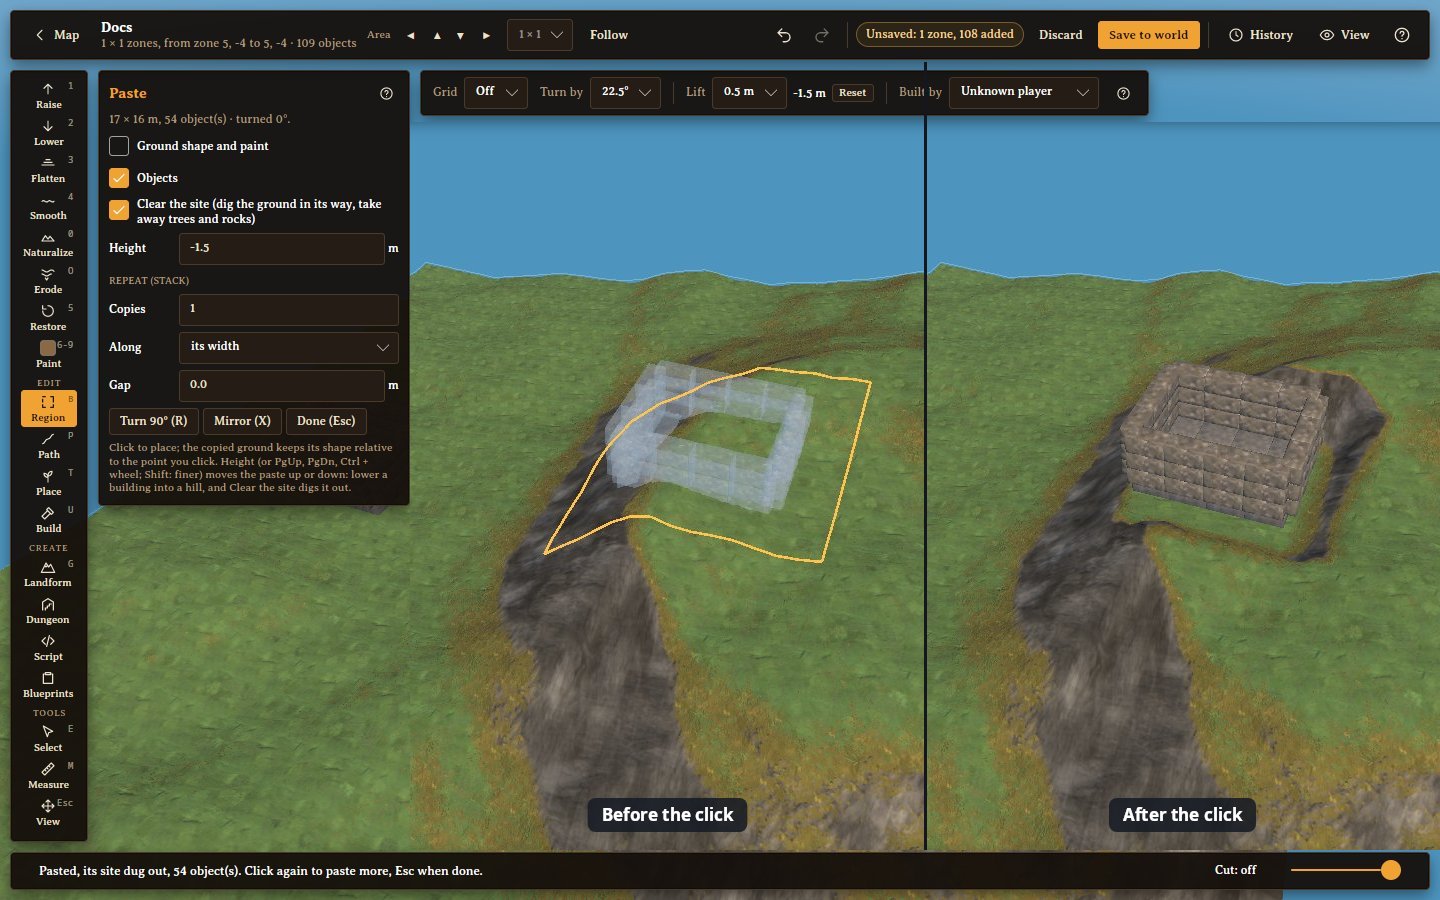 Map
Docs
1 × 1 zones, from zone 5, -4 to 5, -4 · 109 objects
Area
1 × 1
Follow
Unsaved: 1 zone, 108 added
Discard
Save to world
History
View
Raise 1
Lower 2
Flatten 3
Smooth 4
Naturalize 0
Erode O
Restore 5
Paint 6-9
EDIT
Region B
Path P
Place T
Build U
CREATE
Landform G
Dungeon
Script
Blueprints
TOOLS
Select E
Measure M
View Esc
Paste
17 × 16 m, 54 object(s) · turned 0°.
Ground shape and paint
Objects
Clear the site (dig the ground in its way, take
away trees and rocks)
Height -1.5 m
REPEAT (STACK)
Copies 1
Along its width
Gap 0.0 m
Turn 90° (R) Mirror (X) Done (Esc)
Click to place; the copied ground keeps its shape relative
to the point you click. Height (or PgUp, PgDn, Ctrl +
wheel; Shift: finer) moves the paste up or down: lower a
building into a hill, and Clear the site digs it out.
Grid Off Turn by 22.5° Lift 0.5 m -1.5 m Reset Built by Unknown player
Before the click
After the click
Pasted, its site dug out, 54 object(s). Click again to paste more, Esc when done.
Cut: off